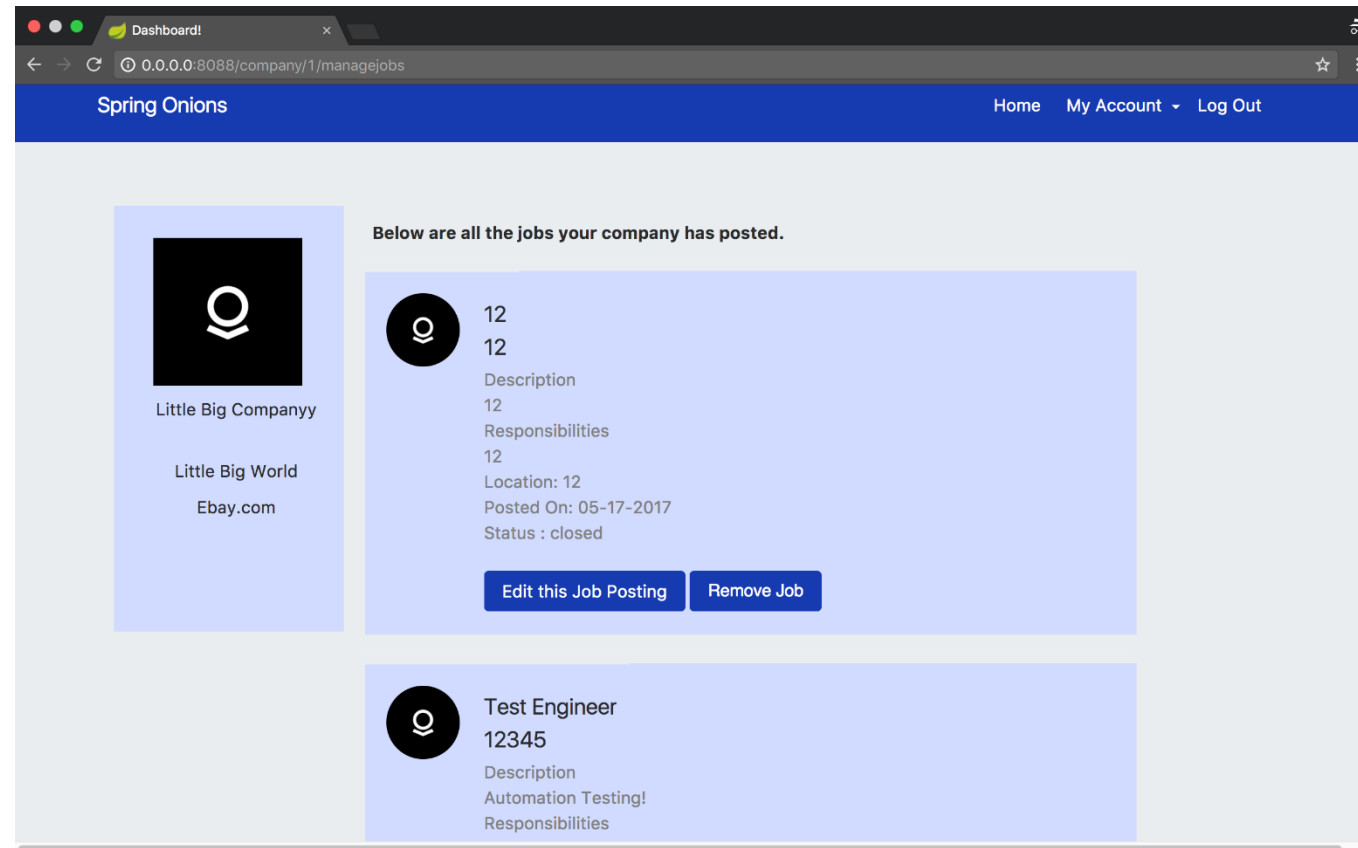 Dashboard!
0.0.0.0:8088/company/1/managejobs
Spring Onions
Home My Account Log Out
Little Big Companyy
Little Big World
Ebay.com
Below are all the jobs your company has posted.
12
12
Description
12
Responsibilities
12
Location: 12
Posted On: 05-17-2017
Status : closed
Edit this Job Posting Remove Job
Test Engineer
12345
Description
Automation Testing!
Responsibilities